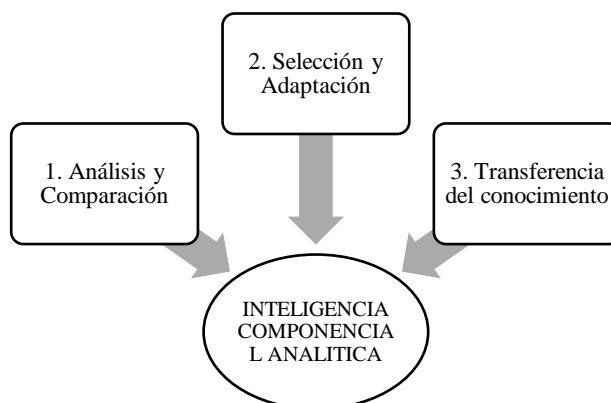 2. Selección y
Adaptación
1. Análisis y
Comparación
3. Transferencia
del conocimiento
INTELIGENCIA
COMPONENCIA
L ANALITICA